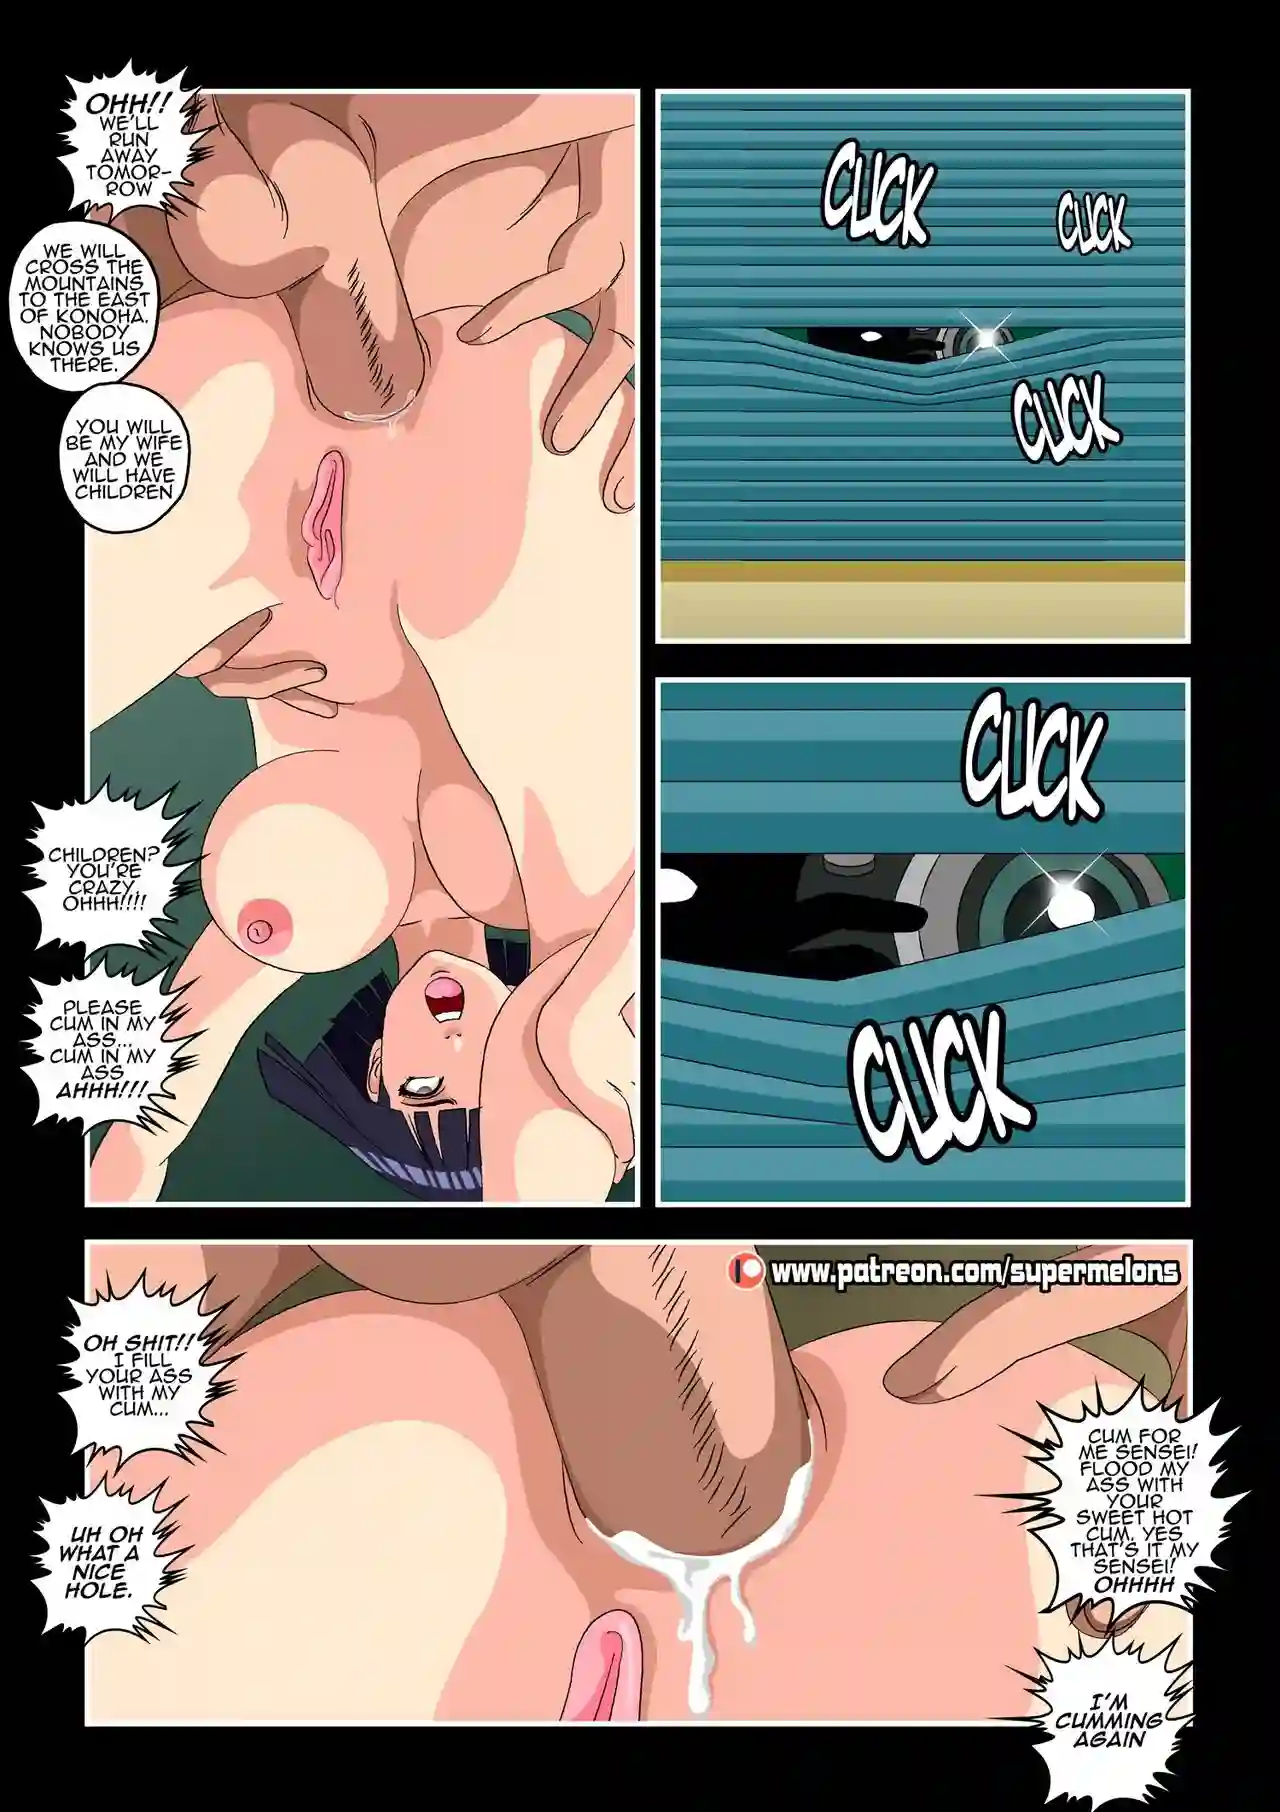 OHH!!
WE'LL
RUN
AWAY
TOMOR-
ROW
WE WILL
CROSS THE
MOUNTAINS
TO THE EAST
OF KONOHA.
NOBODY
KNOWS US
THERE.
YOU WILL
BE MY WIFE
AND WE
WILL HAVE
CHILDREN
CHILDREN?
YOU'RE
CRAZY.
OHHH!!!!
PLEASE
CUM IN MY
ASS...
CUM IN MY
ASS
AHHH!!!
CLICK
CLICK
CLICK
CLICK
CLICK
www.patreon.com/supermelons
OH SHIT!!
I FILL
YOUR ASS
WITH MY
CUM...
UH OH
WHAT A
NICE
HOLE.
CUM FOR
ME SENSEI!
FLOOD MY
ASS WITH
YOUR
SWEET HOT
CUM. YES
THAT'S IT MY
SENSEI!
OHHHH
I'M
CUMMING
AGAIN